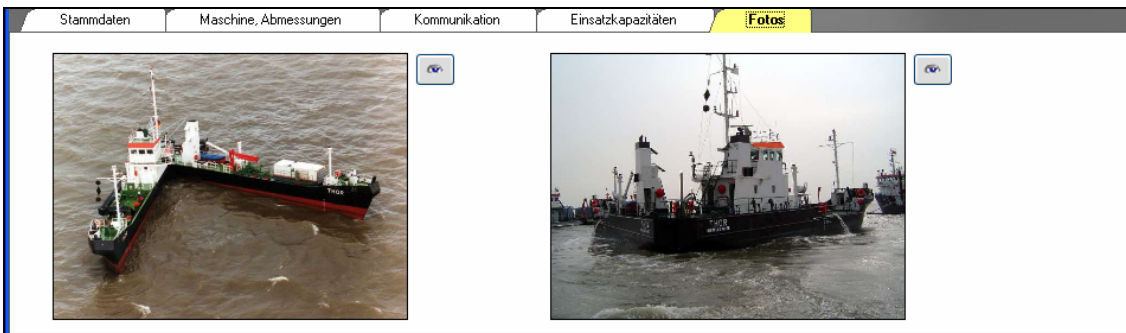 Stammdaten
Maschine, Abmessungen
Kommunikation
Einsatzkapazitäten
Fotos
THOR
THOR